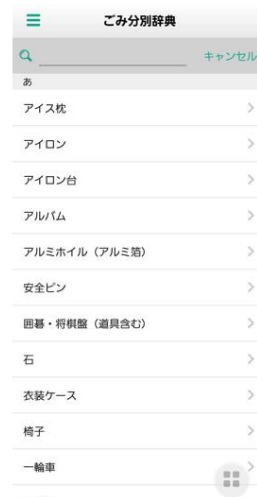 ごみ分別辞典
キャンセル
あ
アイス枕
アイロン
アイロン台
アルバム
アルミホイル（アルミ箔）
安全ピン
囲碁・将棋盤（道具含む）
石
衣装ケース
椅子
一輪車